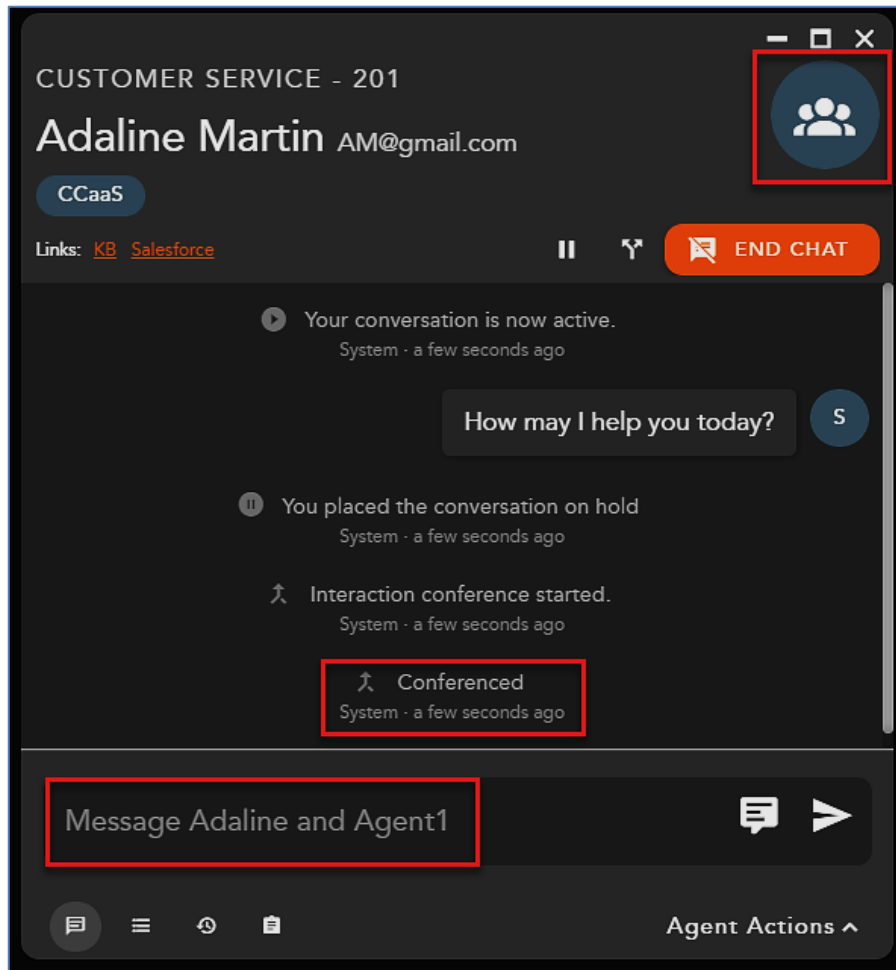 CUSTOMER SERVICE - 201
Adaline Martin AM@gmail.com
CCaaS
Links: KB Salesforce
END CHAT
Your conversation is now active.
System · a few seconds ago
How may I help you today?
S
You placed the conversation on hold
System · a few seconds ago
Interaction conference started.
System · a few seconds ago
Conferenced
System · a few seconds ago
Message Adaline and Agent1
Agent Actions